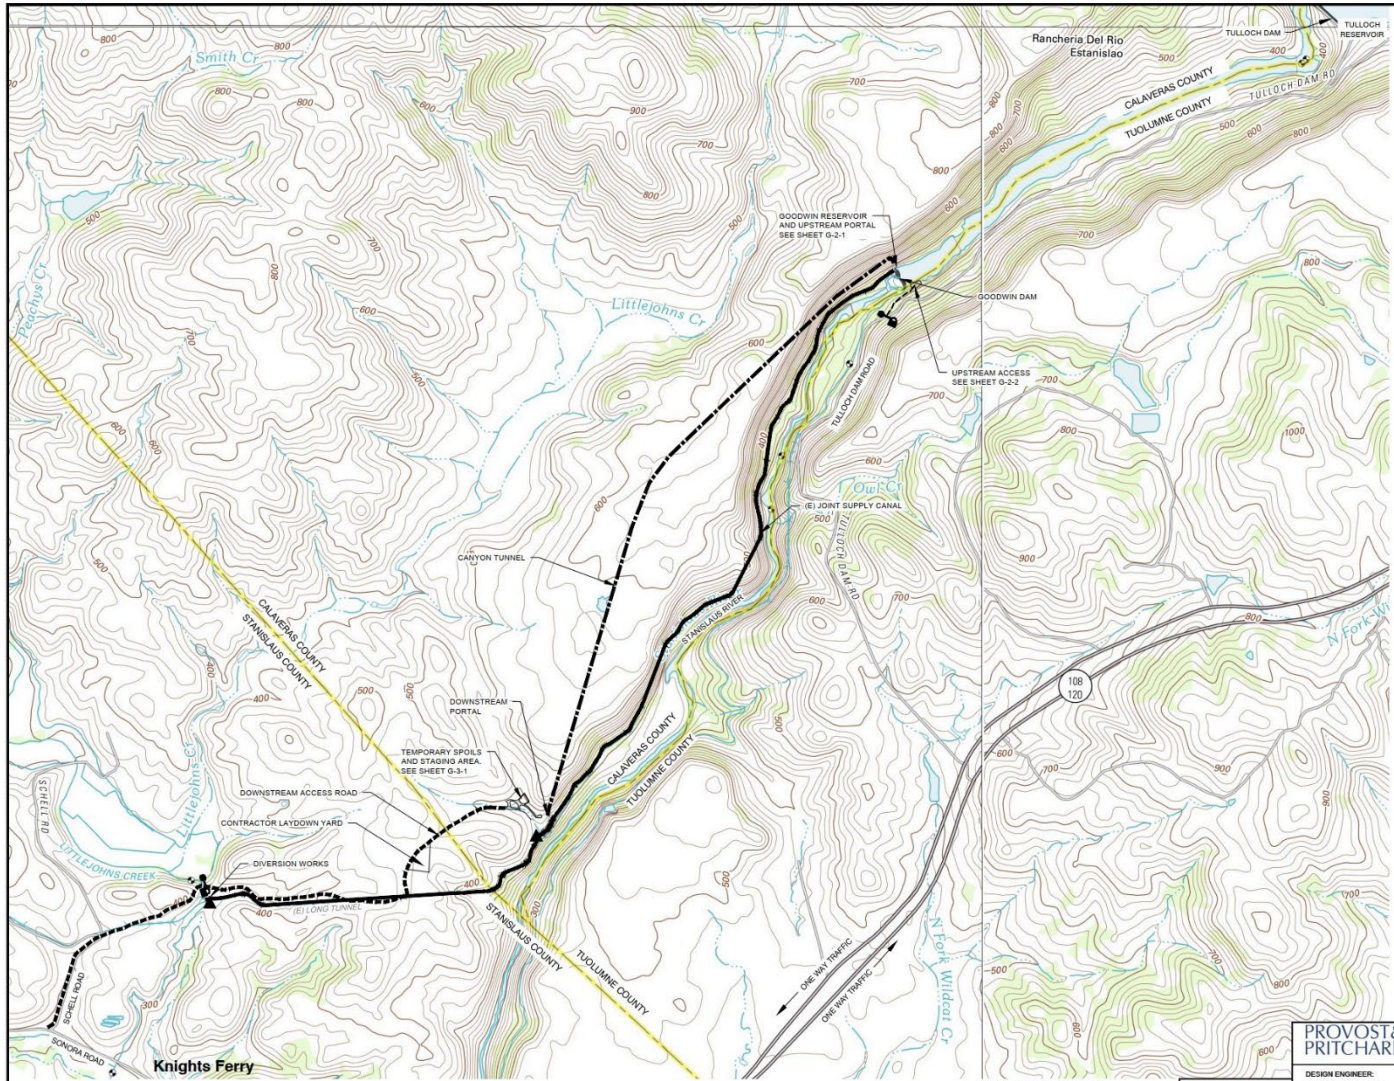 TULLOCH DAM
TULLOCH
RESERVOIR
Rancheria Del Rio
Estanislao
Smith Cr
CALAVERAS COUNTY
TUOLUMNE COUNTY
TULLOCH DAM RD
Peachys Cr
GOODWIN RESERVOIR
AND UPSTREAM PORTAL
SEE SHEET G-2-1
Littlejohns Cr
GOODWIN DAM
UPSTREAM ACCESS
SEE SHEET G-2-2
TULLOCH DAM ROAD
Owl Cr
(E) JOINT SUPPLY CANAL
TULLOCH DAM RD
CANYON TUNNEL
STANISLAUS RIVER
CALAVERAS COUNTY
STANISLAUS COUNTY
108
120
N Fork Wi
DOWNSTREAM
PORTAL
CALAVERAS COUNTY
TUOLUMNE COUNTY
TEMPORARY SPOILS
AND STAGING AREA.
SEE SHEET G-3-1
DOWNSTREAM ACCESS ROAD
CONTRACTOR LAYDOWN YARD
SCHELL RD
Littlejohns Cr
LITTLEJOHNS CREEK
DIVERSION WORKS
(E) LONG TUNNEL
STANISLAUS COUNTY
TUOLUMNE COUNTY
ONE WAY TRAFFIC
ONE WAY TRAFFIC
N Fork Wildcat Cr
SCHELL ROAD
SONORA ROAD
Knights Ferry
PROVOST&
PRITCHAR
DESIGN ENGINEER: